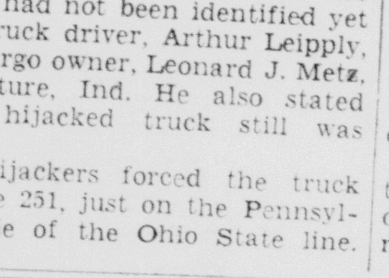 had not been identified yet
ruck driver, Arthur Leipply,
rgo owner, Leonard J. Metz,
ture, Ind. He also stated
hijacked truck still was
ijackers forced the truck
e 251, just on the Pennsyl-
e of the Ohio State line.